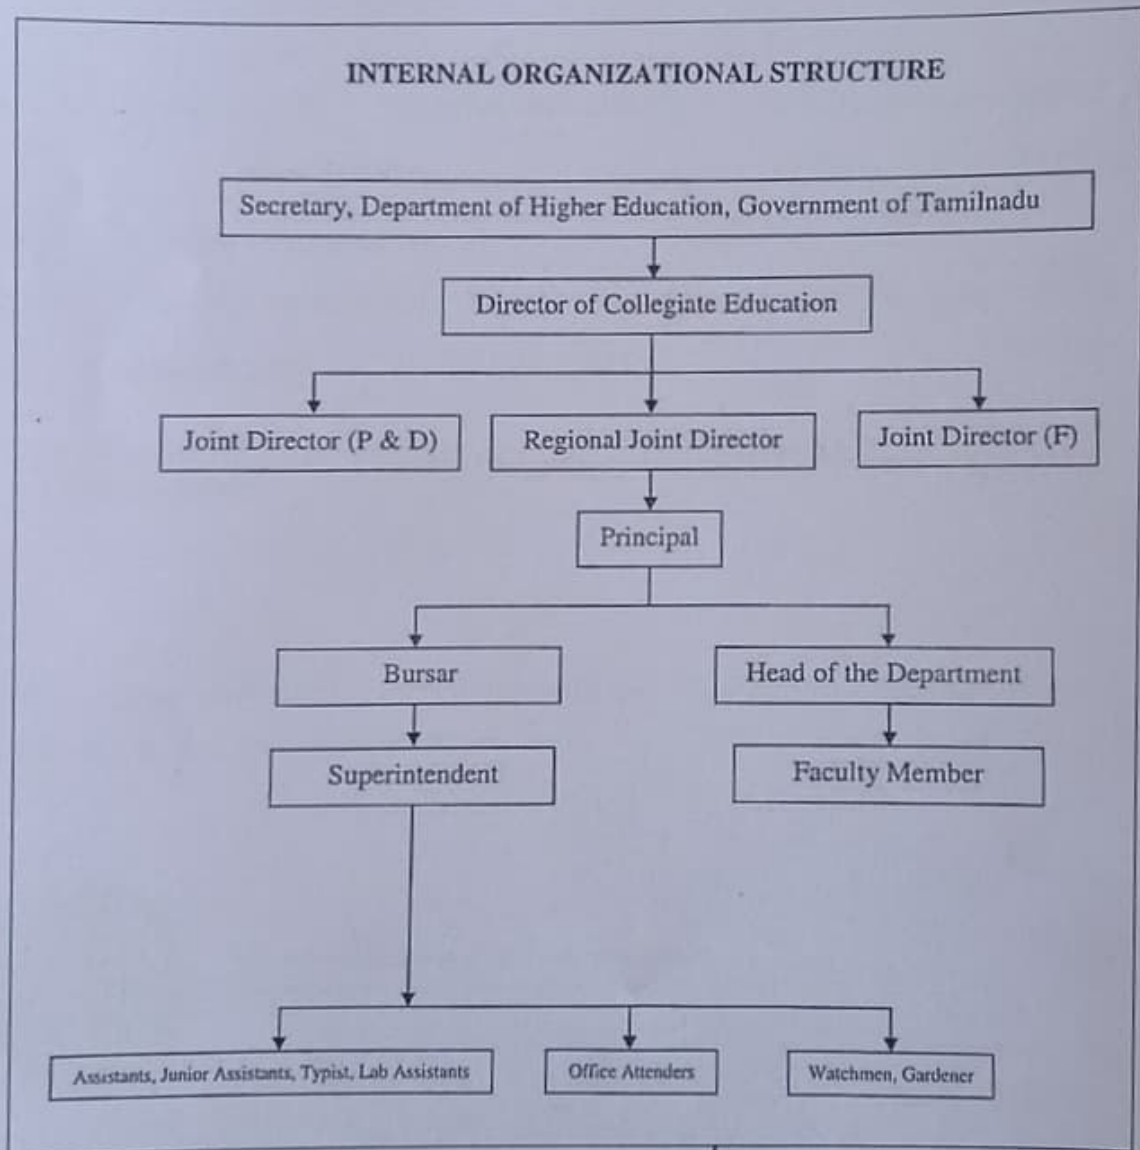 INTERNAL ORGANIZATIONAL STRUCTURE
Secretary, Department of Higher Education, Government of Tamilnadu
Director of Collegiate Education
Joint Director (P & D)
Regional Joint Director
Joint Director (F)
Principal
Bursar
Head of the Department
Superintendent
Faculty Member
Assistants, Junior Assistants, Typist, Lab Assistants
Office Attenders
Watchmen, Gardener